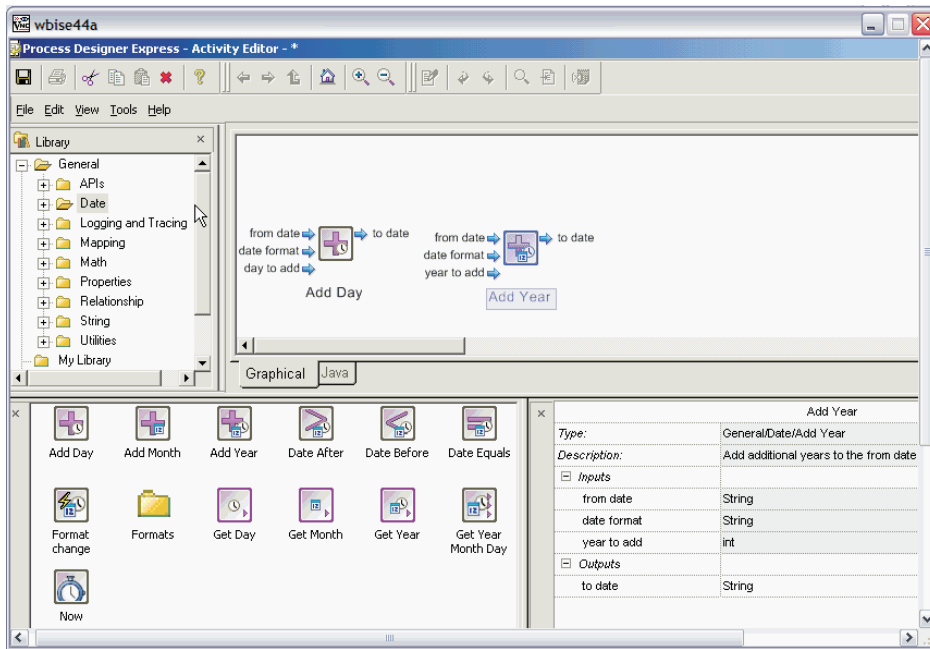 wbise44a
Process Designer Express - Activity Editor - *
File Edit View Tools Help
Library
General
APIs
Date
Logging and Tracing
Mapping
Math
Properties
Relationship
String
Utilities
My Library
from date
to date
date format
day to add
Add Day
from date
to date
date format
year to add
Add Year
Graphical Java
Add Day Add Month Add Year Date After Date Before Date Equals
Format change Formats Get Day Get Month Get Year Get Year Month Day
Now
Add Year
Type: General/Date/Add Year
Description: Add additional years to the from date
Inputs
from date String
date format String
year to add int
Outputs
to date String